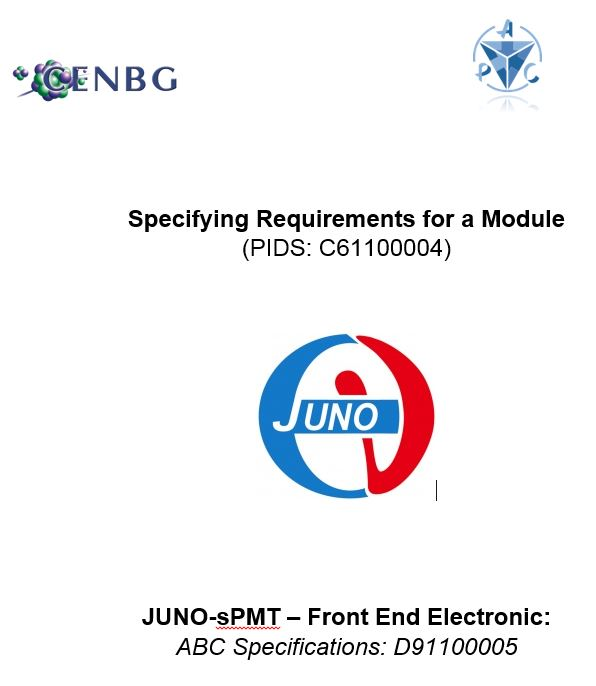 CENBG
A P C
Specifying Requirements for a Module
(PIDS: C61100004)
JUNO
JUNO-sPMT – Front End Electronic:
ABC Specifications: D91100005